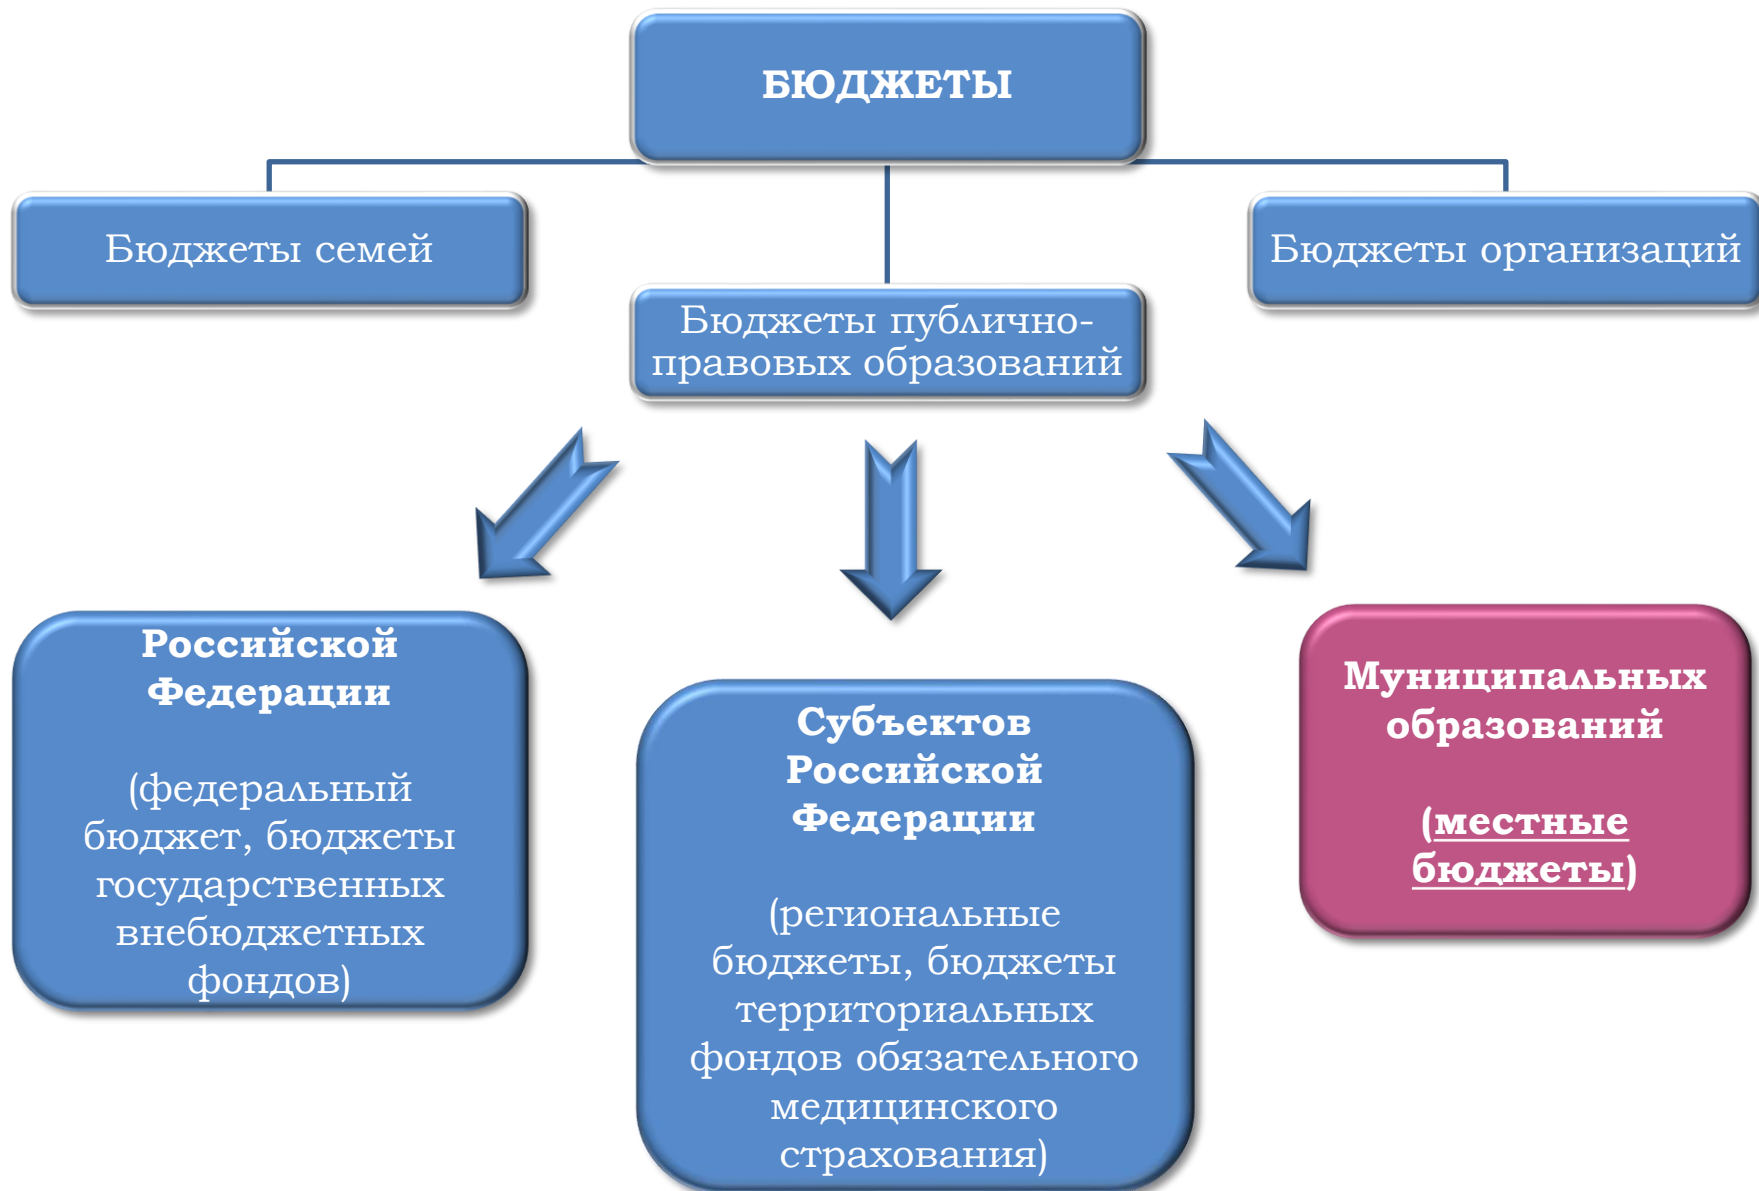 БЮДЖЕТЫ
Бюджеты семей
Бюджеты публично-
правовых образований
Бюджеты организаций
Российской
Федерации
(федеральный
бюджет, бюджеты
государственных
внебюджетных
фондов)
Субъектов
Российской
Федерации
(региональные
бюджеты, бюджеты
территориальных
фондов обязательного
медицинского
страхования)
Муниципальных
образований
(местные
бюджеты)